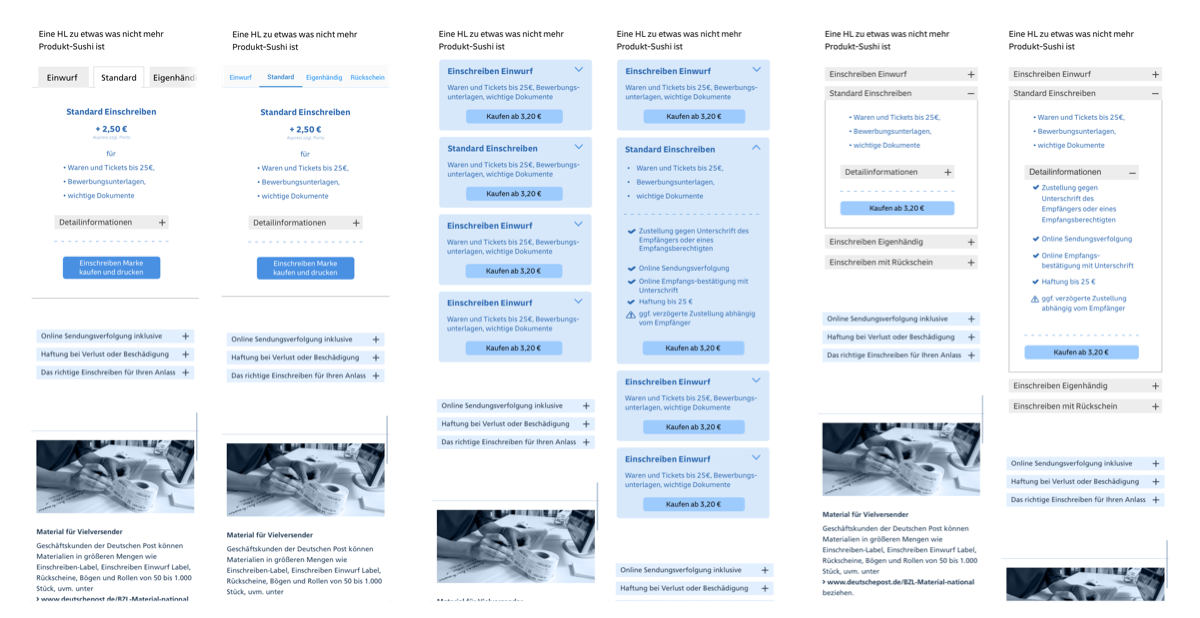 Eine HL zu etwas was nicht mehr
Produkt-Sushi ist
Einwurf
Standard
Eigenhänd
Standard Einschreiben
+ 2,50 €
für
• Waren und Tickets bis 25€,
• Bewerbungsunterlagen,
• wichtige Dokumente
Detailinformationen +
Einschreiben Marke
kaufen und drucken
Online Sendungsverfolgung inklusive +
Haftung bei Verlust oder Beschädigung +
Das richtige Einschreiben für Ihren Anlass +
Material für Vielversender
Geschäftskunden der Deutschen Post können
Materialien in größeren Mengen wie
Einschreiben-Label, Einschreiben Einwurf Label,
Rückscheine, Bögen und Rollen von 50 bis 1.000
Stück, uvm. unter
› www.deutschepost.de/BZL-Material-national
Eine HL zu etwas was nicht mehr
Produkt-Sushi ist
Einwurf
Standard
Eigenhändig
Rückschein
Standard Einschreiben
+ 2,50 €
für
• Waren und Tickets bis 25€,
• Bewerbungsunterlagen,
• wichtige Dokumente
Detailinformationen +
Einschreiben Marke
kaufen und drucken
Online Sendungsverfolgung inklusive +
Haftung bei Verlust oder Beschädigung +
Das richtige Einschreiben für Ihren Anlass +
Material für Vielversender
Geschäftskunden der Deutschen Post können
Materialien in größeren Mengen wie
Einschreiben-Label, Einschreiben Einwurf Label,
Rückscheine, Bögen und Rollen von 50 bis 1.000
Stück, uvm. unter
Eine HL zu etwas was nicht mehr
Produkt-Sushi ist
Einschreiben Einwurf
Waren und Tickets bis 25€, Bewerbungs-
unterlagen, wichtige Dokumente
Kaufen ab 3,20 €
Standard Einschreiben
Waren und Tickets bis 25€, Bewerbungs-
unterlagen, wichtige Dokumente
Kaufen ab 3,20 €
Einschreiben Einwurf
Waren und Tickets bis 25€, Bewerbungs-
unterlagen, wichtige Dokumente
Kaufen ab 3,20 €
Einschreiben Einwurf
Waren und Tickets bis 25€, Bewerbungs-
unterlagen, wichtige Dokumente
Kaufen ab 3,20 €
Online Sendungsverfolgung inklusive +
Haftung bei Verlust oder Beschädigung +
Das richtige Einschreiben für Ihren Anlass +
Eine HL zu etwas was nicht mehr
Produkt-Sushi ist
Einschreiben Einwurf
Waren und Tickets bis 25€, Bewerbungs-
unterlagen, wichtige Dokumente
Kaufen ab 3,20 €
Standard Einschreiben
• Waren und Tickets bis 25€,
• Bewerbungsunterlagen,
• wichtige Dokumente
Zustellung gegen Unterschrift des
Empfängers oder eines
Empfangsberechtigten
Online Sendungsverfolgung
Online Empfangs-bestätigung mit
Unterschrift
Haftung bis 25 €
ggf. verzögerte Zustellung abhängig
vom Empfänger
Kaufen ab 3,20 €
Einschreiben Einwurf
Waren und Tickets bis 25€, Bewerbungs-
unterlagen, wichtige Dokumente
Kaufen ab 3,20 €
Einschreiben Einwurf
Waren und Tickets bis 25€, Bewerbungs-
unterlagen, wichtige Dokumente
Kaufen ab 3,20 €
Online Sendungsverfolgung inklusive +
Haftung bei Verlust oder Beschädigung +
Eine HL zu etwas was nicht mehr
Produkt-Sushi ist
Einschreiben Einwurf +
Standard Einschreiben –
• Waren und Tickets bis 25€,
• Bewerbungsunterlagen,
• wichtige Dokumente
Detailinformationen +
Kaufen ab 3,20 €
Einschreiben Eigenhändig +
Einschreiben mit Rückschein +
Online Sendungsverfolgung inklusive +
Haftung bei Verlust oder Beschädigung +
Das richtige Einschreiben für Ihren Anlass +
Material für Vielversender
Geschäftskunden der Deutschen Post können
Materialien in größeren Mengen wie
Einschreiben-Label, Einschreiben Einwurf Label,
Rückscheine, Bögen und Rollen von 50 bis 1.000
Stück, uvm. unter
› www.deutschepost.de/BZL-Material-national
beziehen.
Eine HL zu etwas was nicht mehr
Produkt-Sushi ist
Einschreiben Einwurf +
Standard Einschreiben –
• Waren und Tickets bis 25€,
• Bewerbungsunterlagen,
• wichtige Dokumente
Detailinformationen –
Zustellung gegen
Unterschrift des
Empfängers oder eines
Empfangsberechtigten
Online Sendungsverfolgung
Online Empfangs-
bestätigung mit Unterschrift
Haftung bis 25 €
ggf. verzögerte Zustellung
abhängig vom Empfänger
Kaufen ab 3,20 €
Einschreiben Eigenhändig +
Einschreiben mit Rückschein +
Online Sendungsverfolgung inklusive +
Haftung bei Verlust oder Beschädigung +
Das richtige Einschreiben für Ihren Anlass +